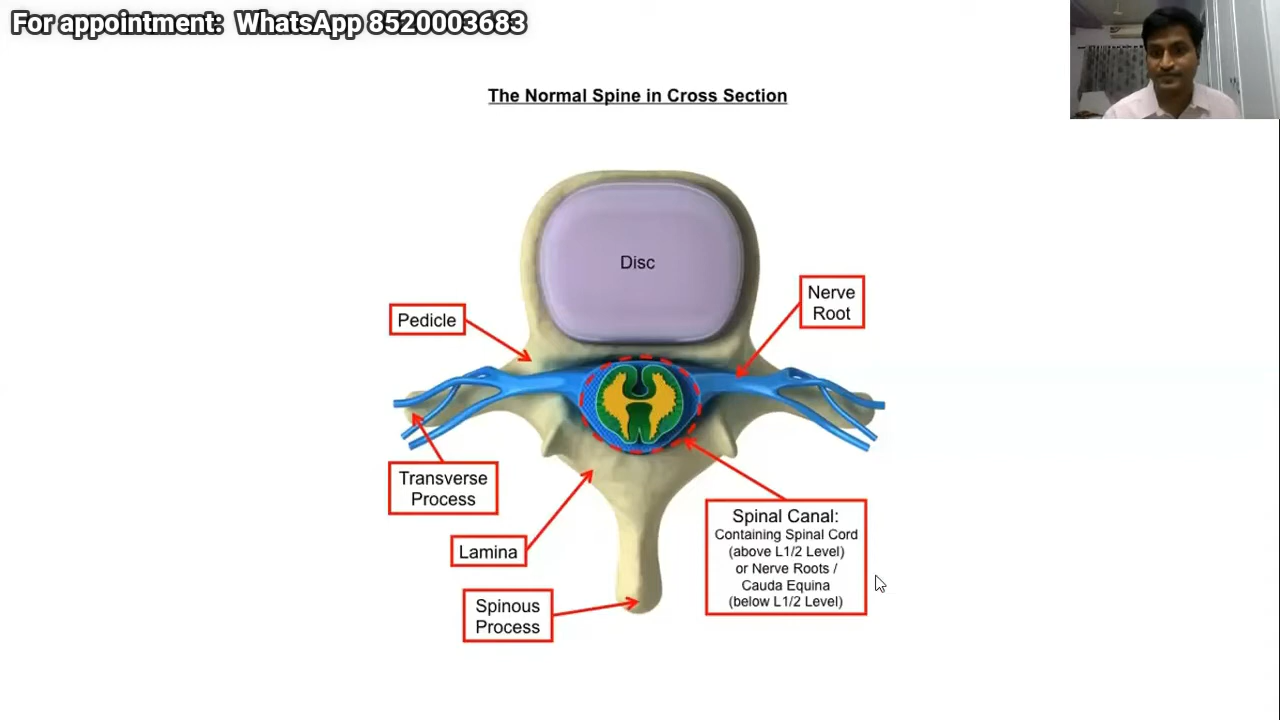 For appointment: WhatsApp 8520003683
The Normal Spine in Cross Section
Disc
Nerve
Root
Pedicle
Transverse
Process
Lamina
Spinal Canal:
Containing Spinal Cord
(above L1/2 Level)
or Nerve Roots /
Cauda Equina
(below L1/2 Level)
Spinous
Process